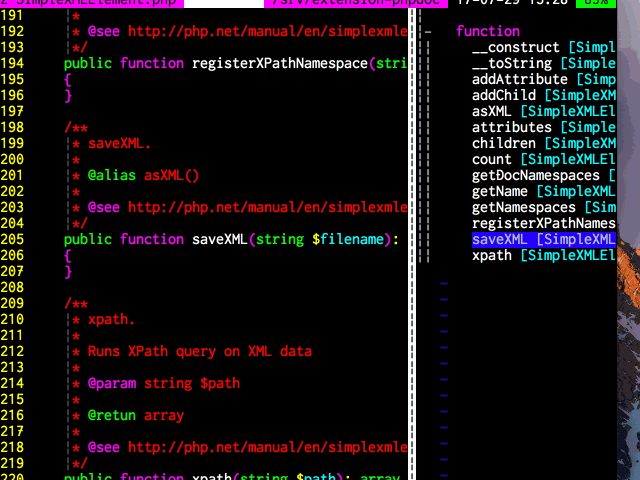 2 SimpleXMLElement.php /srv/extension-phpdoc 17-07-29 15:28 85%
191 *
192 * @see http://php.net/manual/en/simplexmle
193 */
194 public function registerXPathNamespace(stri
195 {
196 }
197
198 /**
199 * saveXML.
200 *
201 * @alias asXML()
202 *
203 * @see http://php.net/manual/en/simplexmle
204 */
205 public function saveXML(string $filename):
206 {
207 }
208
209 /**
210 * xpath.
211 *
212 * Runs XPath query on XML data
213 *
214 * @param string $path
215 *
216 * @retun array
217 *
218 * @see http://php.net/manual/en/simplexmle
219 */
220 public function xpath(string $path): array
- function
__construct [Simpl
__toString [Simple
addAttribute [Simp
addChild [SimpleXM
asXML [SimpleXMLEl
attributes [Simple
children [SimpleXM
count [SimpleXMLEl
getDocNamespaces [
getName [SimpleXML
getNamespaces [Sim
registerXPathNames
saveXML [SimpleXML
xpath [SimpleXMLEl
~
~
~
~
~
~
~
~
~
~
~
~